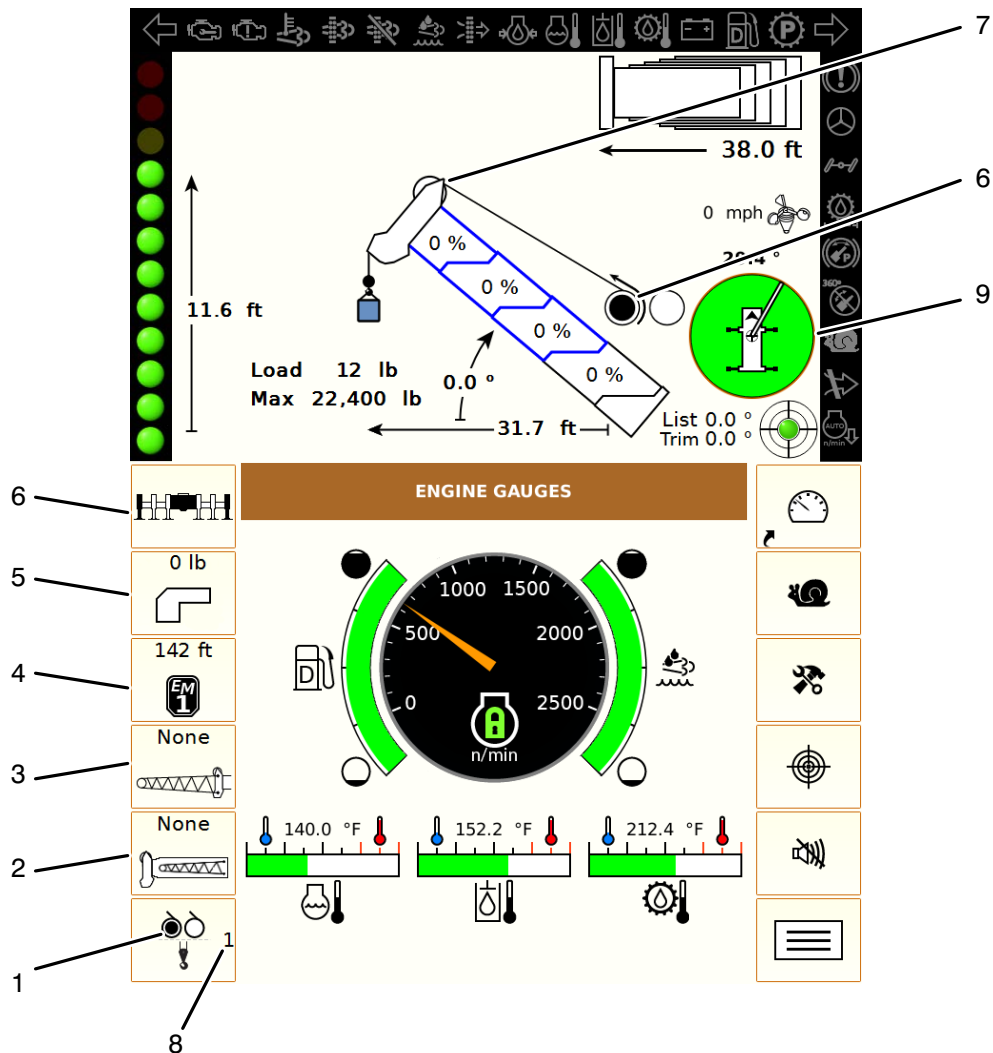 7
D
P
38.0 ft
6
0 mph
P
0 %
0 %
360°
9
11.6 ft
0 %
Load 12 lb
0.0 °
0 %
Max 22,400 lb
List 0.0 °
Trim 0.0 °
31.7 ft
AUTO
n/min
6
ENGINE GAUGES
0 lb
5
1000
1500
500
2000
142 ft
4
EM
1
D
0
2500
n/min
None
3
None
2
140.0 °F
152.2 °F
212.4 °F
1
1
8